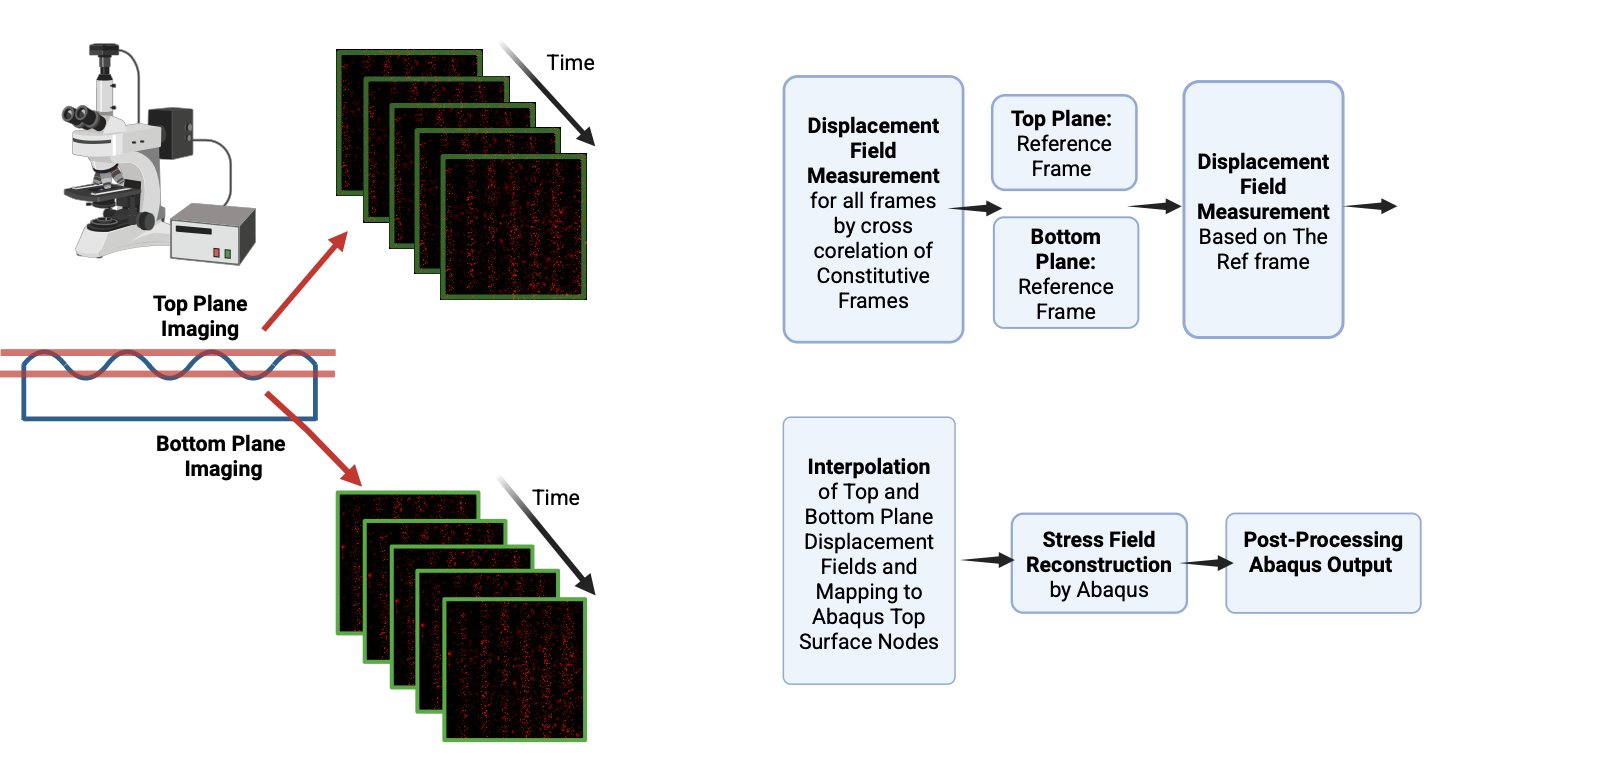 Time
Top Plane
Imaging
Bottom Plane
Imaging
Time
Displacement
Field
Measurement
for all frames
by cross
corelation of
Constitutive
Frames
Top Plane:
Reference
Frame
Bottom
Plane:
Reference
Frame
Displacement
Field
Measurement
Based on The
Ref frame
Interpolation
of Top and
Bottom Plane
Displacement
Fields and
Mapping to
Abaqus Top
Surface Nodes
Stress Field
Reconstruction
by Abaqus
Post-Processing
Abaqus Output